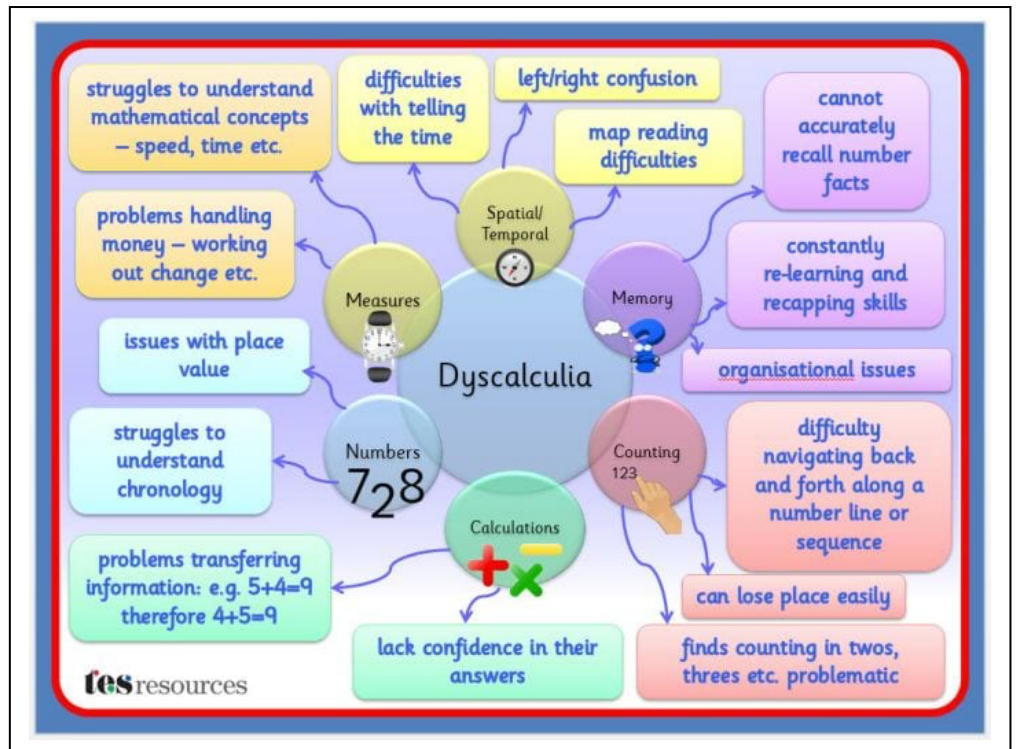 struggles to understand
mathematical concepts
– speed, time etc.
difficulties
with telling
the time
left/right confusion
map reading
difficulties
cannot
accurately
recall number
facts
Spatial/
Temporal
problems handling
money – working
out change etc.
Measures
Memory
constantly
re-learning and
recapping skills
issues with place
value
Dyscalculia
organisational issues
struggles to
understand
chronology
Numbers
728
Counting
123
difficulty
navigating back
and forth along a
number line or
sequence
Calculations
problems transferring
information: e.g. 5+4=9
therefore 4+5=9
can lose place easily
lack confidence in their
answers
finds counting in twos,
threes etc. problematic
tes resources